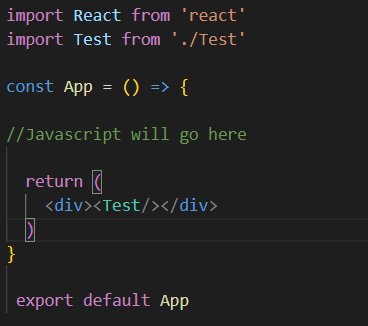 import React from 'react'
import Test from './Test'
const App = () => {
//Javascript will go here
return (
<div><Test/></div>
)
}
export default App